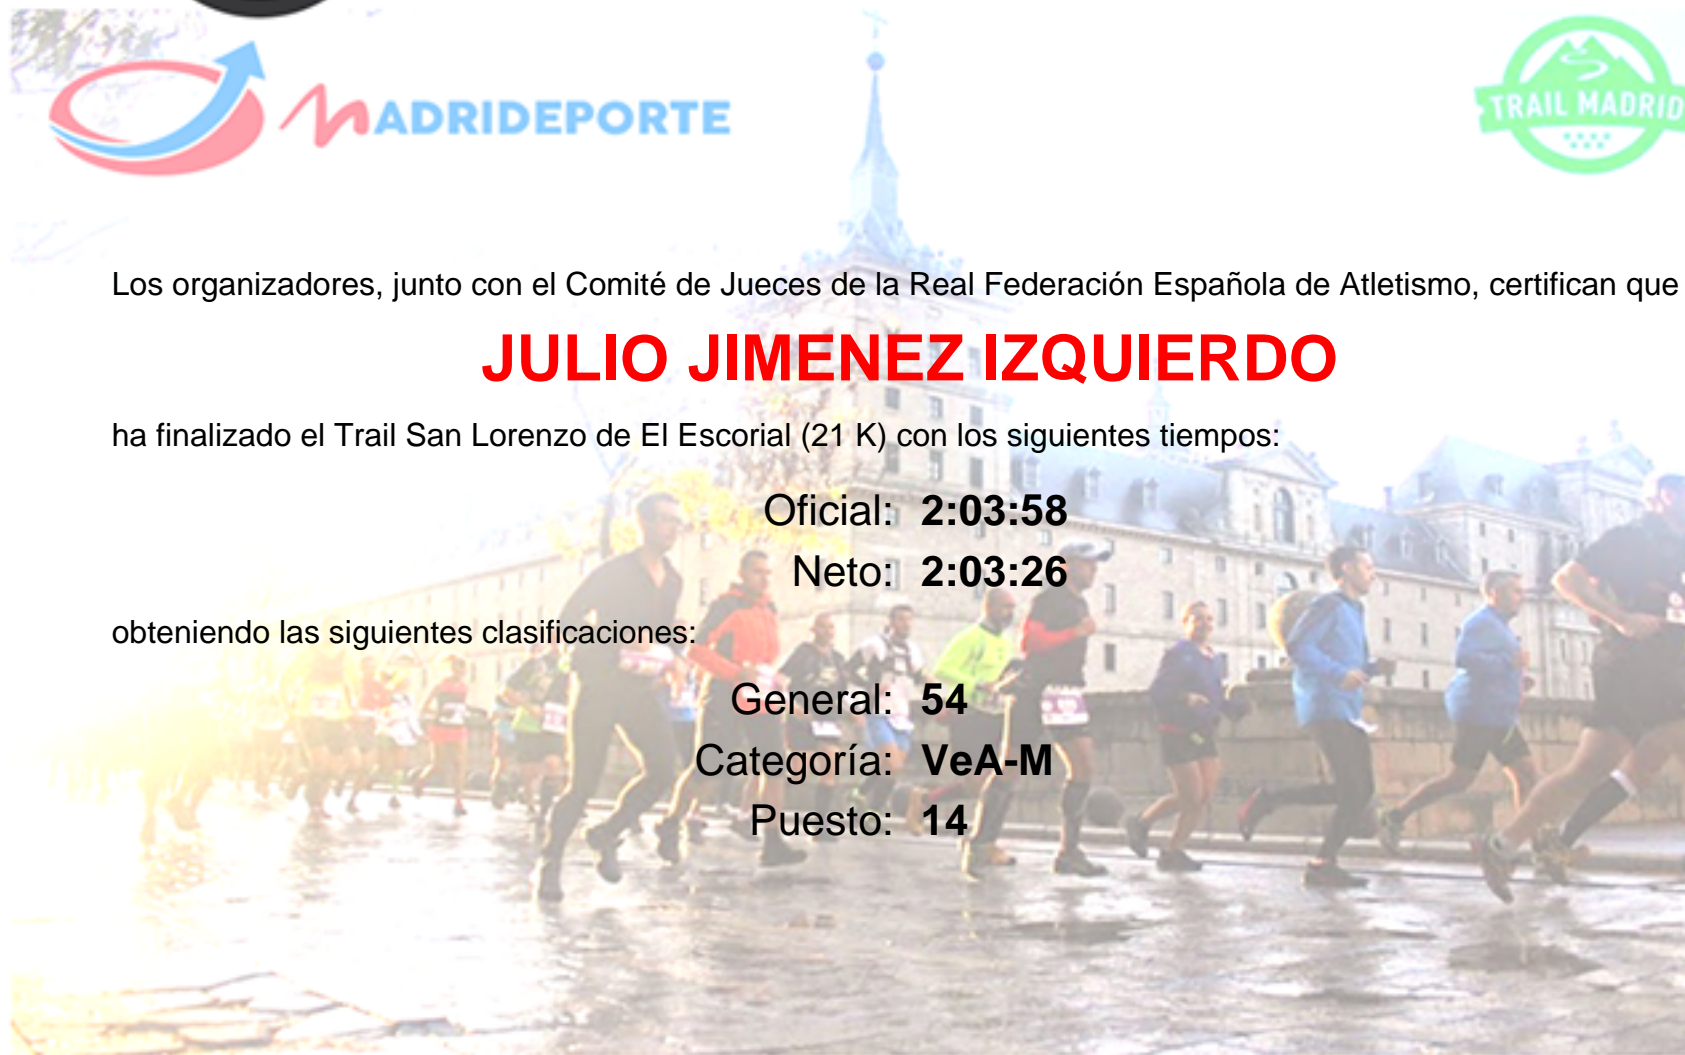 MADRIDEPORTE
TRAIL MADRID
Los organizadores, junto con el Comité de Jueces de la Real Federación Española de Atletismo, certifican que
JULIO JIMENEZ IZQUIERDO
ha finalizado el Trail San Lorenzo de El Escorial (21 K) con los siguientes tiempos:
Oficial: 2:03:58
Neto: 2:03:26
obteniendo las siguientes clasificaciones:
General: 54
Categoría: VeA-M
Puesto: 14